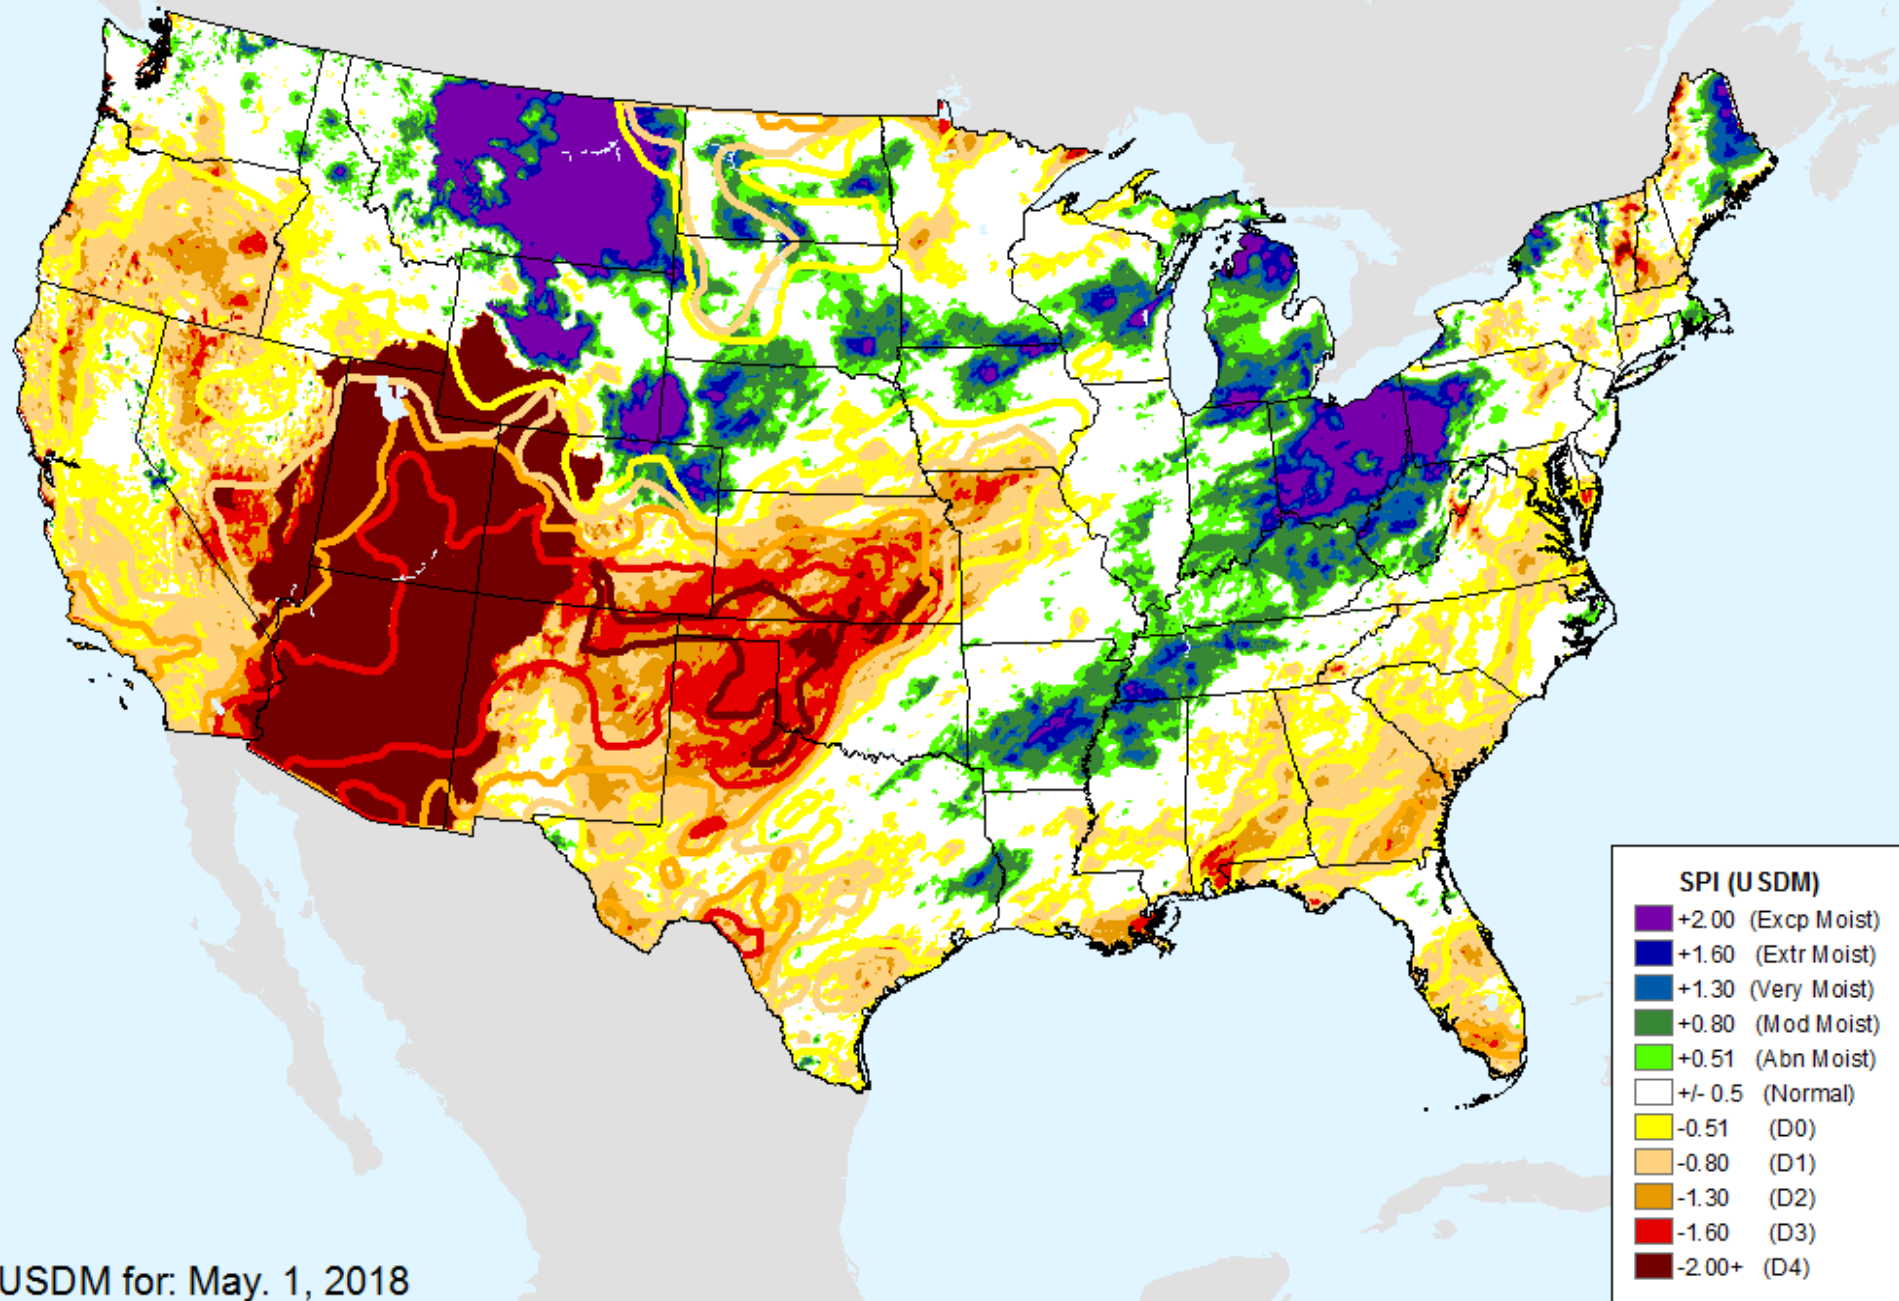 SPI (USDM)
+2.00 (Excp Moist)
+1.60 (Extr Moist)
+1.30 (Very Moist)
+0.80 (Mod Moist)
+0.51 (Abn Moist)
+/- 0.5 (Normal)
-0.51 (D0)
-0.80 (D1)
-1.30 (D2)
-1.60 (D3)
-2.00+ (D4)
USDM for: May. 1, 2018